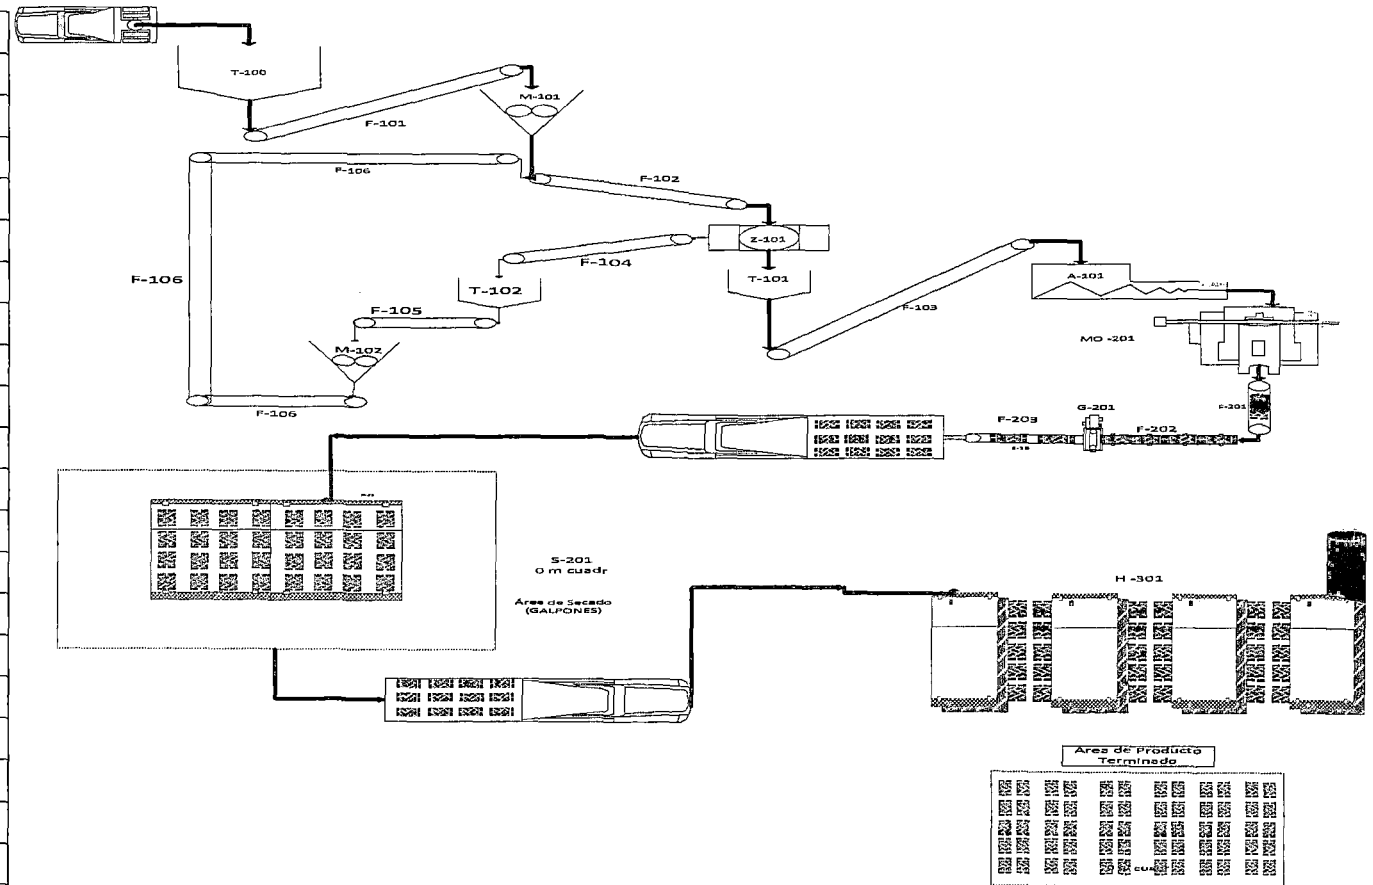 T-100
M-101
F-101
F-106
F-102
Z-101
F-104
T-101
A-101
F-106
T-102
F-105
F-103
M-102
MO -201
F-106
F-201
F-203
G-201
F-202
S-201
0 m cuadr
Área de Secado
(GALPONES)
H -301
Area de Producto
Terminado